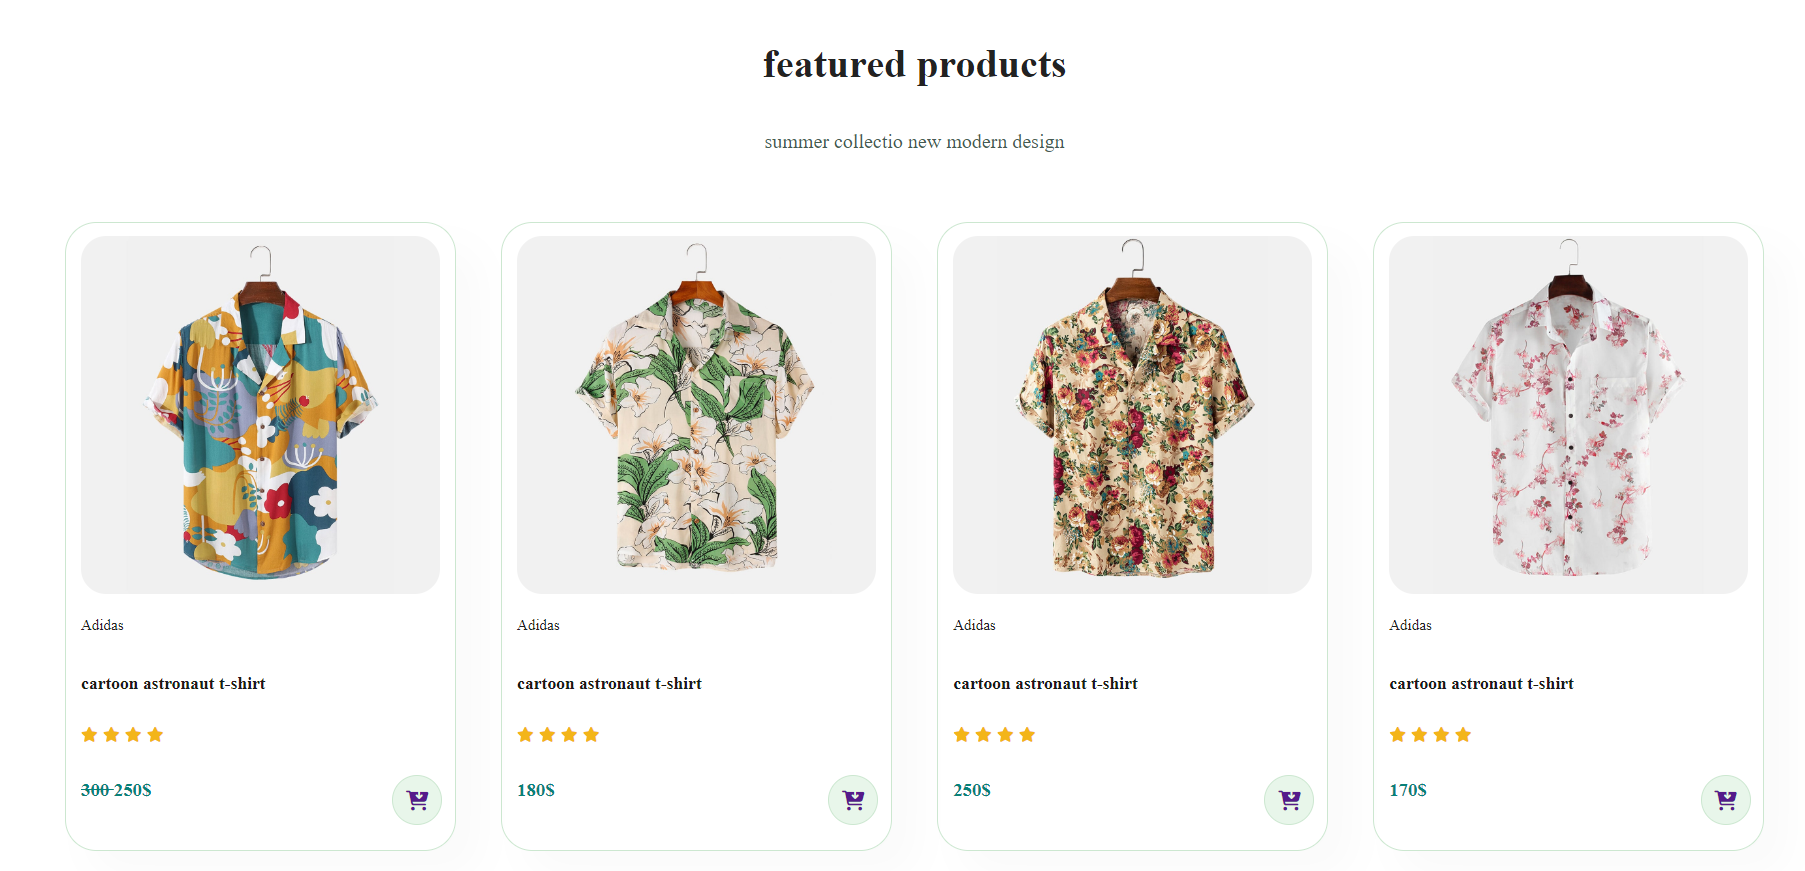 featured products
summer collectio new modern design
Adidas
cartoon astronaut t-shirt
300 250$
Adidas
cartoon astronaut t-shirt
180$
Adidas
cartoon astronaut t-shirt
250$
Adidas
cartoon astronaut t-shirt
170$